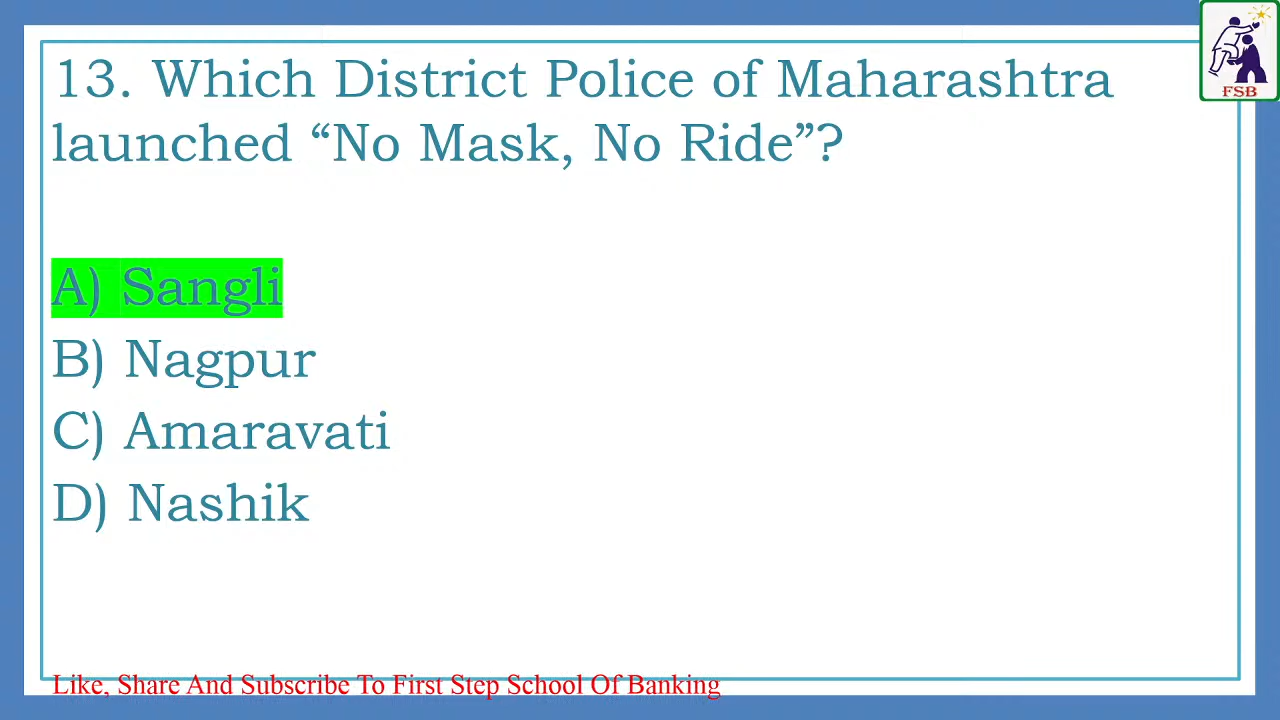 FSB
13. Which District Police of Maharashtra
launched “No Mask, No Ride”?
A) Sangli
B) Nagpur
C) Amaravati
D) Nashik
Like, Share And Subscribe To First Step School Of Banking